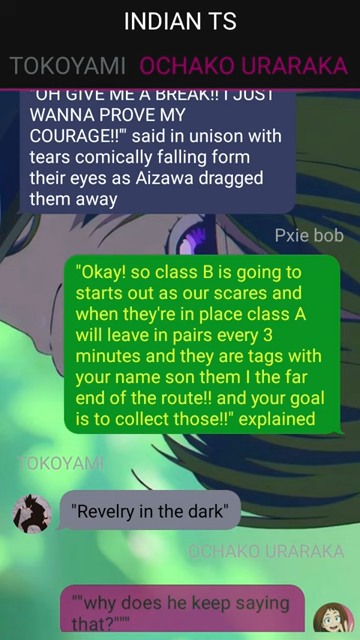 INDIAN TS
TOKOYAMI OCHAKO URARAKA
"OH GIVE ME A BREAK!! I JUST
WANNA PROVE MY
COURAGE!!'" said in unison with
tears comically falling form
their eyes as Aizawa dragged
them away
Pxie bob
"Okay! so class B is going to
starts out as our scares and
when they're in place class A
will leave in pairs every 3
minutes and they are tags with
your name son them I the far
end of the route!! and your goal
is to collect those!!" explained
TOKOYAMI
"Revelry in the dark"
OCHAKO URARAKA
""why does he keep saying
that?"""